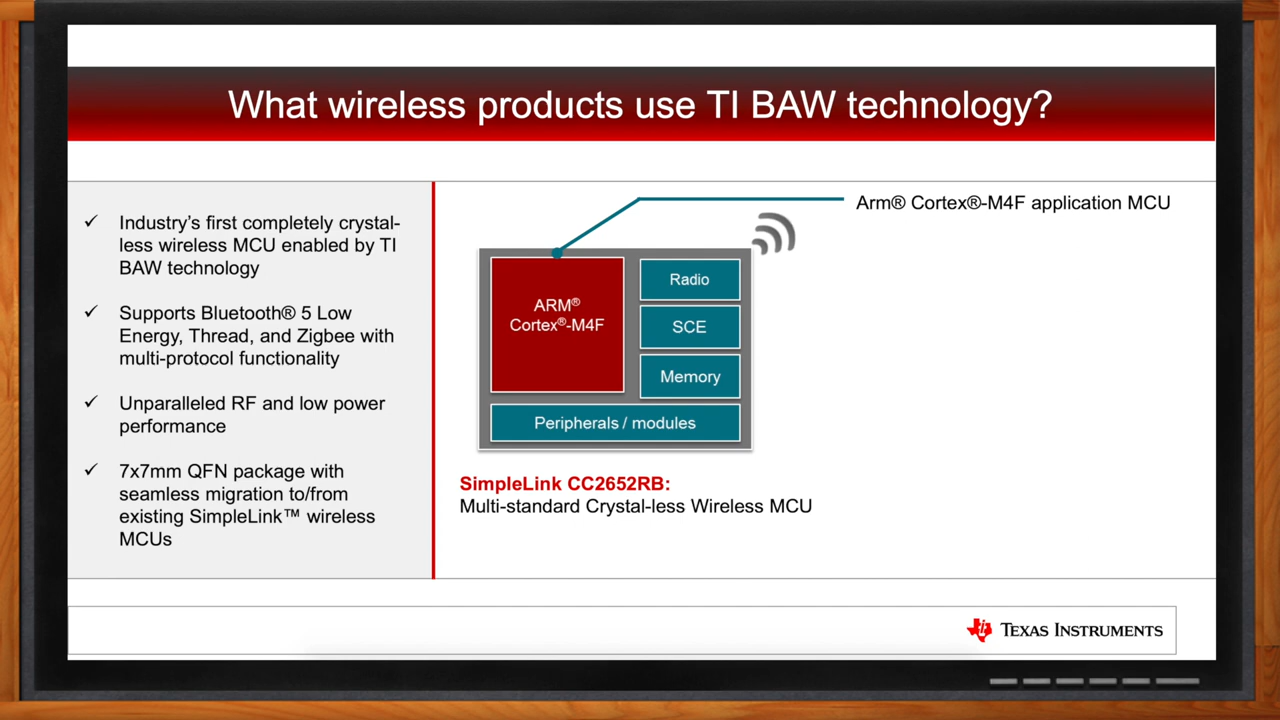 What wireless products use TI BAW technology?
Industry’s first completely crystal-
less wireless MCU enabled by TI
BAW technology
Supports Bluetooth® 5 Low
Energy, Thread, and Zigbee with
multi-protocol functionality
Unparalleled RF and low power
performance
7x7mm QFN package with
seamless migration to/from
existing SimpleLink™ wireless
MCUs
Arm® Cortex®-M4F application MCU
ARM®
Cortex®-M4F
Radio
SCE
Memory
Peripherals / modules
SimpleLink CC2652RB:
Multi-standard Crystal-less Wireless MCU
TEXAS INSTRUMENTS